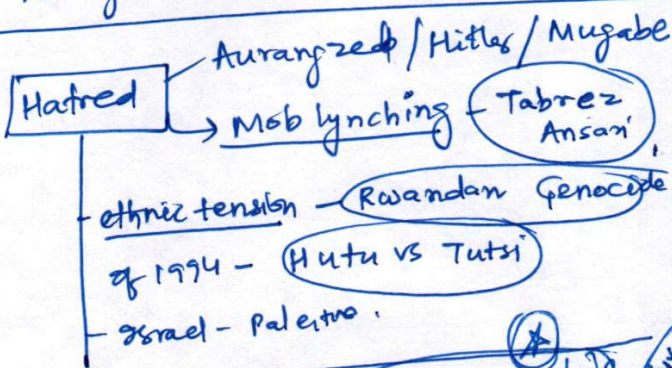 Aurangzeb / Hitler / Mugabe
Hatred
→ Mob lynching - Tabrez
Ansari
- ethnic tension - Rwandan Genocide
of 1994 - Hutu vs Tutsi
- Israel - Palestine.